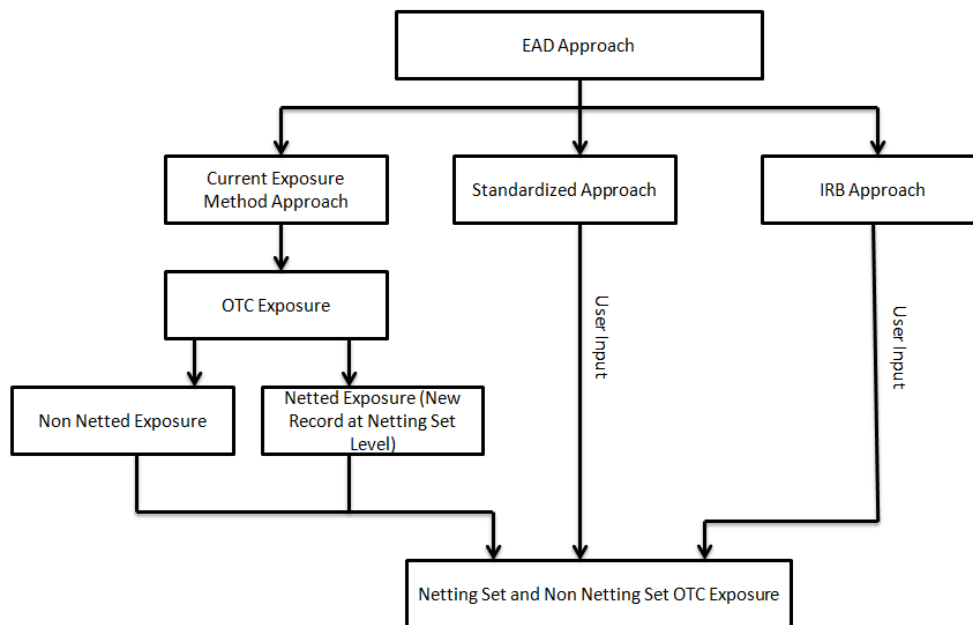 EAD Approach
Current Exposure
Method Approach
Standardized Approach
IRB Approach
OTC Exposure
User Input
User Input
Non Netted Exposure
Netted Exposure (New
Record at Netting Set
Level)
Netting Set and Non Netting Set OTC Exposure